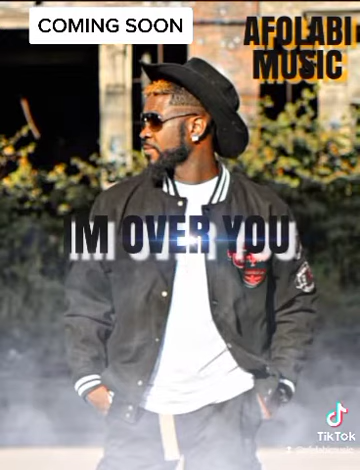 COMING SOON
AFOLABI
MUSIC
IM OVER YOU
TikTok